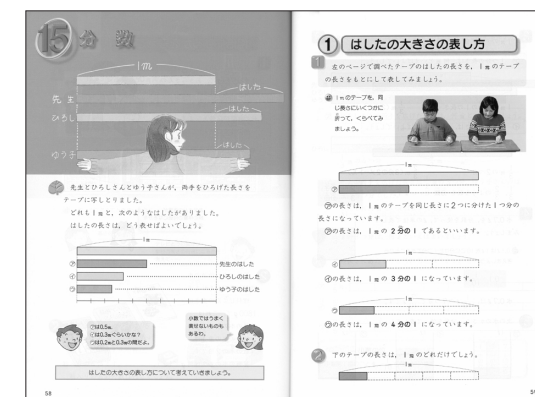 15 分数
1m
はした
先生
はした
ひろし
はした
ゆう子
先生とひろしさんとゆう子さんが，両手をひろげた長さを
テープに写しとりました。
どれも1mと，次のようなはしたがありました。
はしたの長さは，どう表せばよいでしょう。
1m
㋐ 先生のはした
㋑ ひろしのはした
㋒ ゆう子のはした
㋐は0.5m，
㋑は0.3mぐらいかな？
㋒は0.2mと0.3mの間だよ。
小数ではうまく
表せないものも
あるわ。
はしたの大きさの表し方について考えていきましょう。
58
1 はしたの大きさの表し方
1
左のページで調べたテープのはしたの長さを，1mのテープ
の長さをもとにして表してみましょう。
1mのテープを，同
じ長さにいくつかに
折って，くらべてみ
ましょう。
1m
㋐
㋐の長さは，1mのテープを同じ長さに2つに分けた1つ分の
長さになっています。
㋐の長さは，1mの2分の1であるといいます。
1m
㋑
㋑の長さは，1mの3分の1になっています。
1m
㋒
㋒の長さは，1mの4分の1になっています。
2
下のテープの長さは，1mのどれだけでしょう。
1m